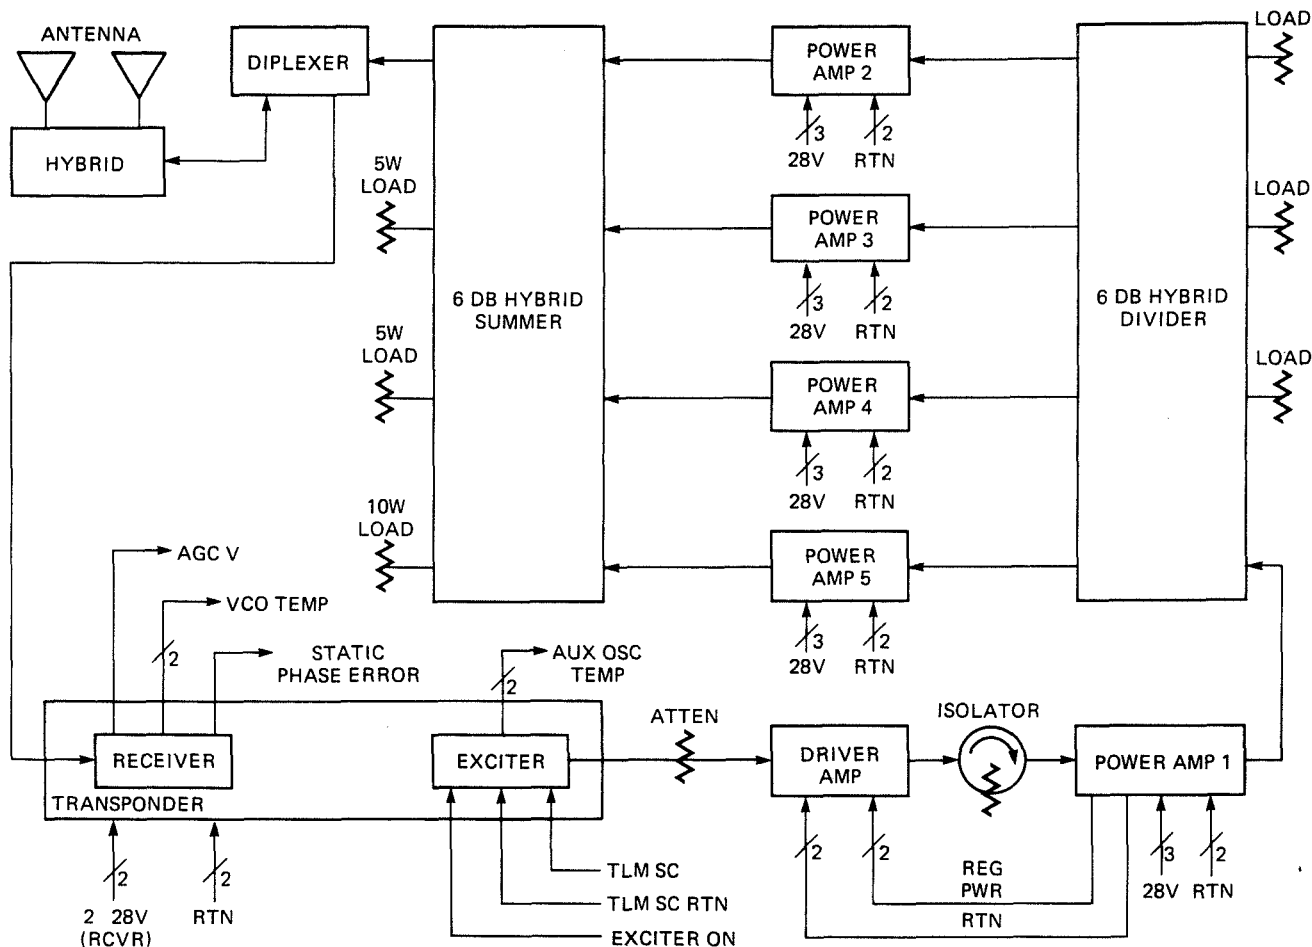 ANTENNA
HYBRID
DIPLEXER
5W
LOAD
5W
LOAD
10W
LOAD
6 DB HYBRID
SUMMER
POWER
AMP 2
3
2
28V
RTN
POWER
AMP 3
3
2
28V
RTN
POWER
AMP 4
3
2
28V
RTN
POWER
AMP 5
3
2
28V
RTN
6 DB HYBRID
DIVIDER
LOAD
LOAD
LOAD
AGC V
VCO TEMP
2
STATIC
PHASE ERROR
2
AUX OSC
TEMP
RECEIVER
TRANSPONDER
EXCITER
ATTEN
DRIVER
AMP
ISOLATOR
POWER AMP 1
2
2
2 28V
(RCVR)
RTN
TLM SC
TLM SC RTN
EXCITER ON
2
2
REG
PWR
RTN
3
2
28V
RTN